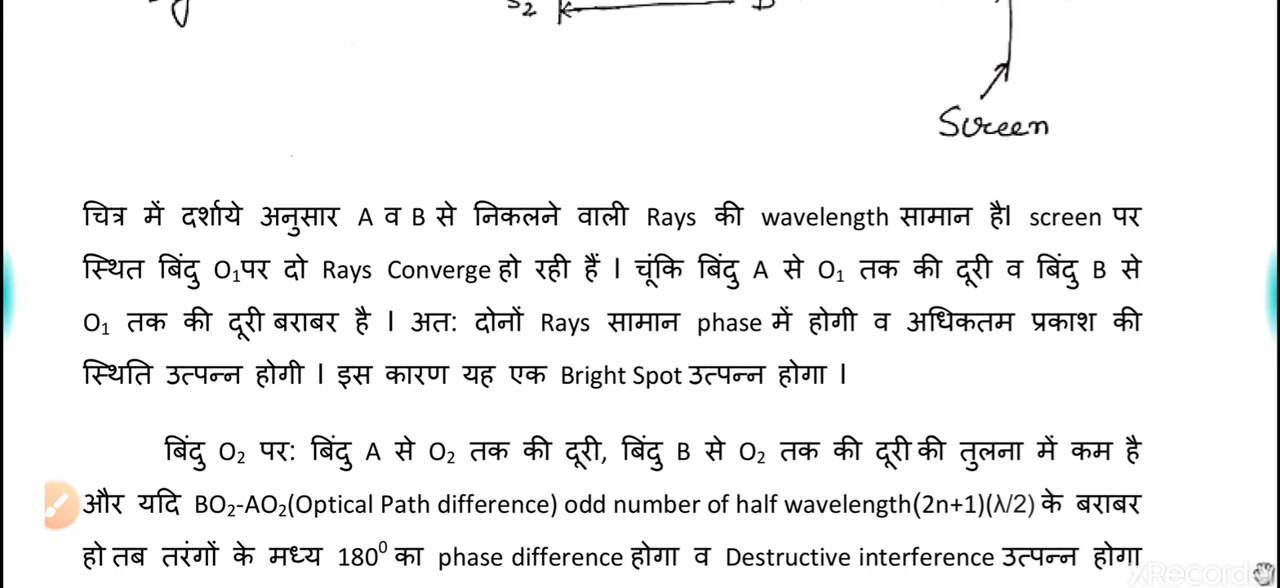 S2 B
Screen
चित्र में दर्शाये अनुसार A व B से निकलने वाली Rays की wavelength सामान है। screen पर
स्थित बिंदु O₁पर दो Rays Converge हो रही हैं । चूंकि बिंदु A से O₁ तक की दूरी व बिंदु B से
O₁ तक की दूरी बराबर है । अत: दोनों Rays सामान phase में होगी व अधिकतम प्रकाश की
स्थिति उत्पन्न होगी । इस कारण यह एक Bright Spot उत्पन्न होगा ।
बिंदु O₂ पर: बिंदु A से O₂ तक की दूरी, बिंदु B से O₂ तक की दूरी की तुलना में कम है
और यदि BO₂-AO₂(Optical Path difference) odd number of half wavelength(2n+1)(λ/2) के बराबर
हो तब तरंगों के मध्य 180⁰ का phase difference होगा व Destructive interference उत्पन्न होगा
XRecorder